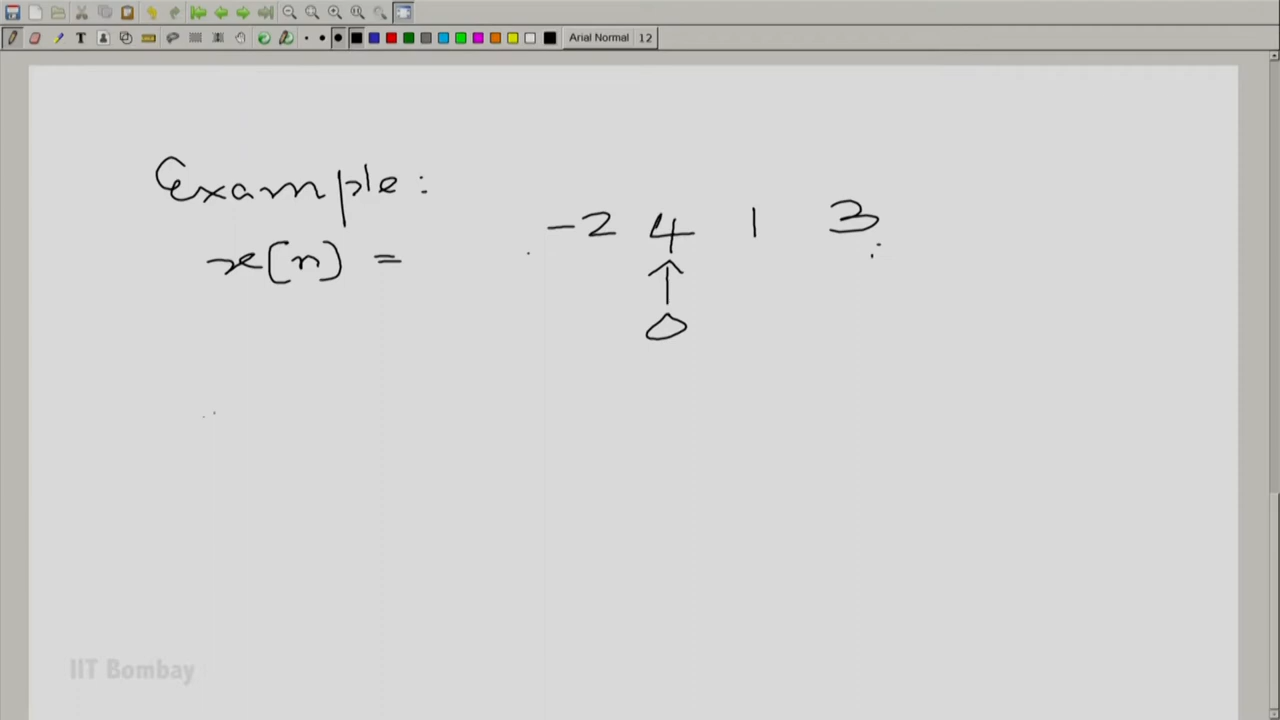 Arial Normal 12
Example:
x[n] = -2 4 1 3
↑
0
IIT Bombay